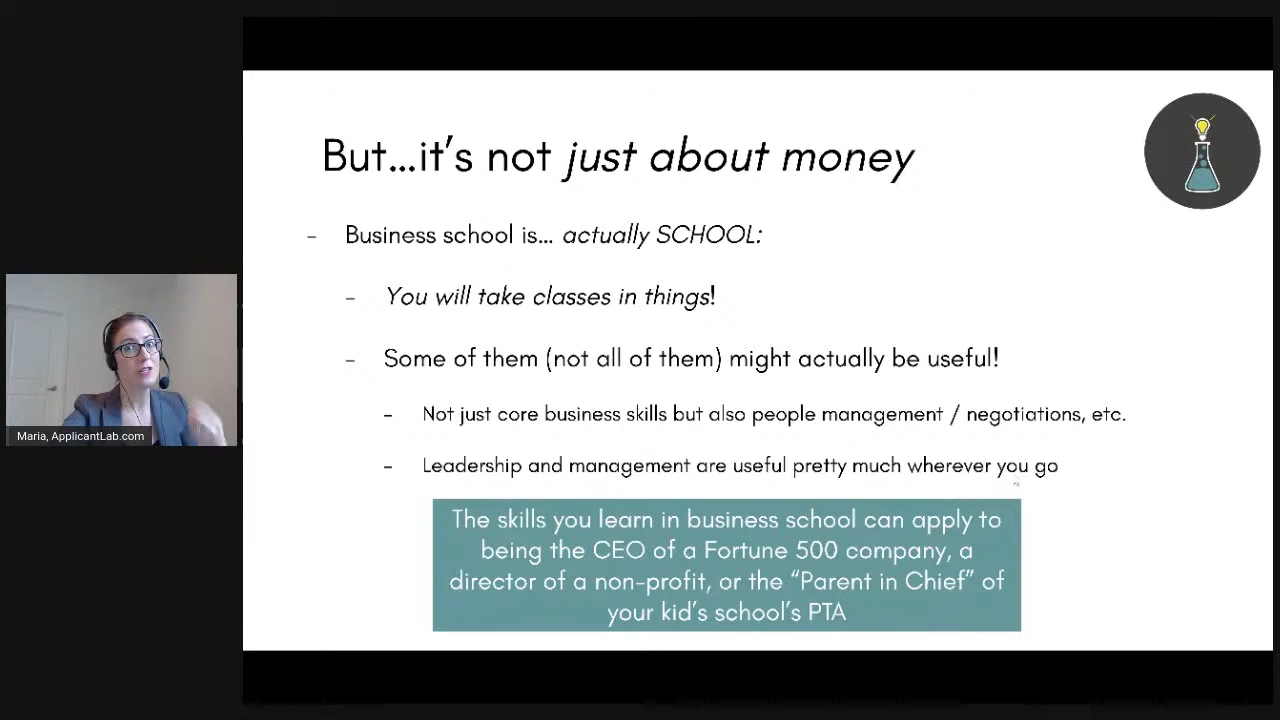 But...it's not just about money
- Business school is... actually SCHOOL:
- You will take classes in things!
- Some of them (not all of them) might actually be useful!
- Not just core business skills but also people management / negotiations, etc.
- Leadership and management are useful pretty much wherever you go
Maria, ApplicantLab.com
The skills you learn in business school can apply to
being the CEO of a Fortune 500 company, a
director of a non-profit, or the “Parent in Chief” of
your kid's school's PTA